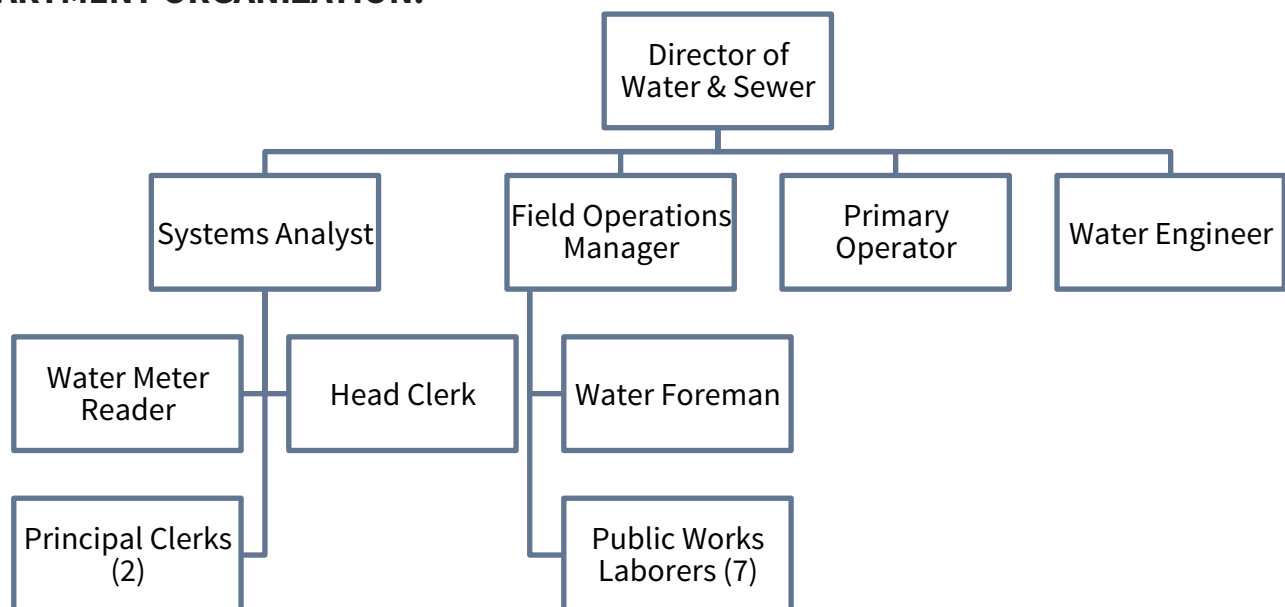 Director of
Water & Sewer
Systems Analyst
Field Operations
Manager
Primary
Operator
Water Engineer
Water Meter
Reader
Head Clerk
Water Foreman
Principal Clerks
(2)
Public Works
Laborers (7)